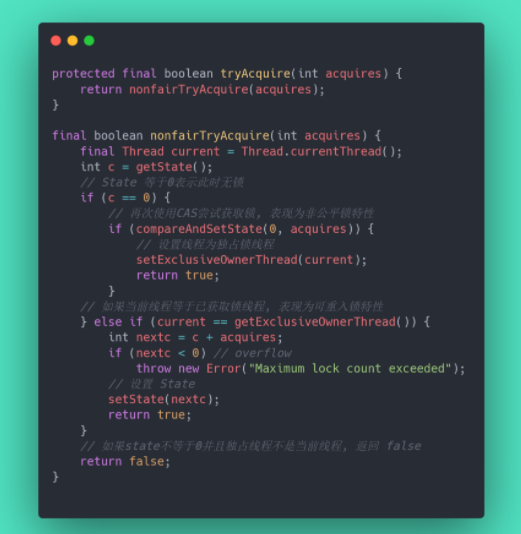 protected final boolean tryAcquire(int acquires) {
    return nonfairTryAcquire(acquires);
}

final boolean nonfairTryAcquire(int acquires) {
    final Thread current = Thread.currentThread();
    int c = getState();
    // State 等于0表示此时无锁
    if (c == 0) {
        // 再次使用CAS尝试获取锁, 表现为非公平锁特性
        if (compareAndSetState(0, acquires)) {
            // 设置线程为独占锁线程
            setExclusiveOwnerThread(current);
            return true;
        }
    // 如果当前线程等于已获取锁线程, 表现为可重入锁特性
    } else if (current == getExclusiveOwnerThread()) {
        int nextc = c + acquires;
        if (nextc < 0) // overflow
            throw new Error("Maximum lock count exceeded");
        // 设置 State
        setState(nextc);
        return true;
    }
    // 如果state不等于0并且独占线程不是当前线程, 返回 false
    return false;
}